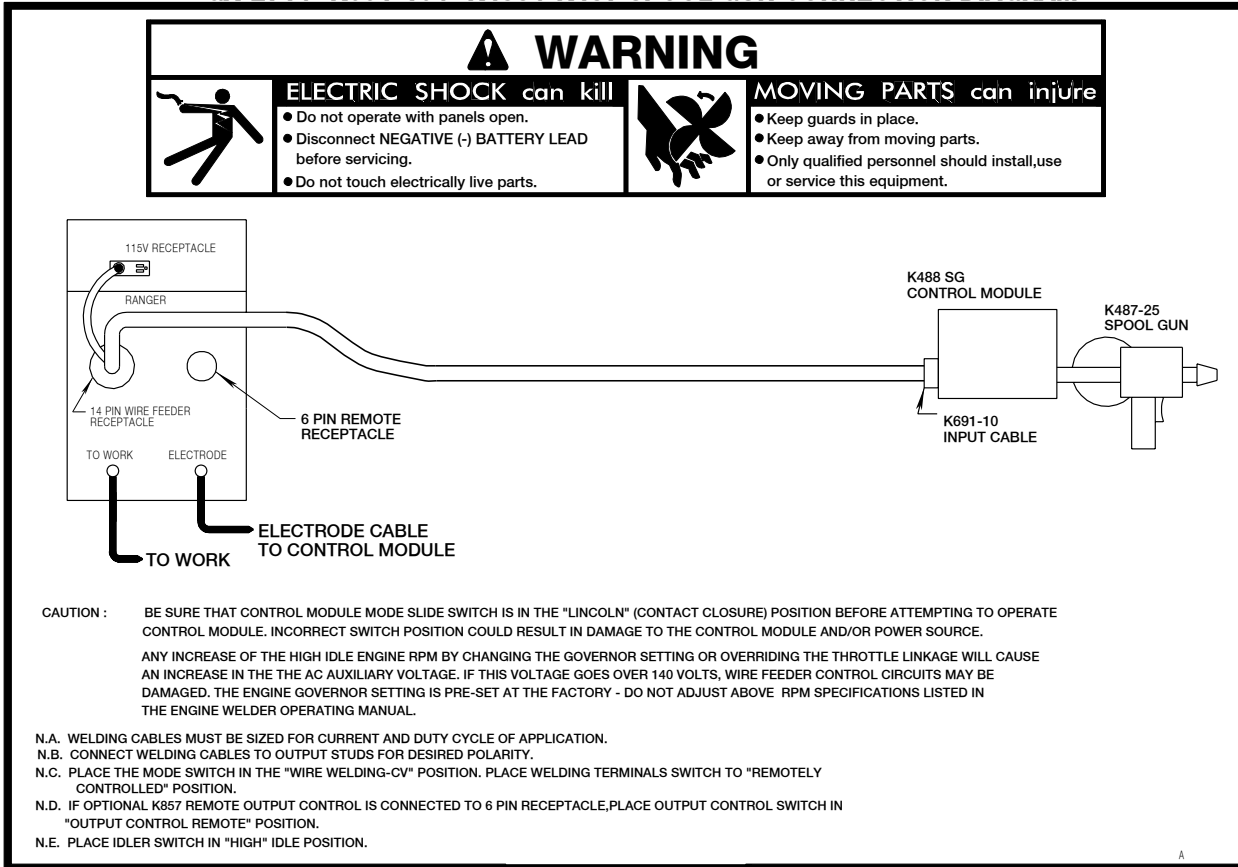 WARNING
ELECTRIC SHOCK can kill
● Do not operate with panels open.
● Disconnect NEGATIVE (-) BATTERY LEAD
before servicing.
● Do not touch electrically live parts.
MOVING PARTS can injure
● Keep guards in place.
● Keep away from moving parts.
● Only qualified personnel should install,use
or service this equipment.
115V RECEPTACLE
RANGER
14 PIN WIRE FEEDER
RECEPTACLE
6 PIN REMOTE
RECEPTACLE
TO WORK
ELECTRODE
ELECTRODE CABLE
TO CONTROL MODULE
TO WORK
K488 SG
CONTROL MODULE
K487-25
SPOOL GUN
K691-10
INPUT CABLE
CAUTION : BE SURE THAT CONTROL MODULE MODE SLIDE SWITCH IS IN THE "LINCOLN" (CONTACT CLOSURE) POSITION BEFORE ATTEMPTING TO OPERATE
CONTROL MODULE. INCORRECT SWITCH POSITION COULD RESULT IN DAMAGE TO THE CONTROL MODULE AND/OR POWER SOURCE.
ANY INCREASE OF THE HIGH IDLE ENGINE RPM BY CHANGING THE GOVERNOR SETTING OR OVERRIDING THE THROTTLE LINKAGE WILL CAUSE
AN INCREASE IN THE THE AC AUXILIARY VOLTAGE. IF THIS VOLTAGE GOES OVER 140 VOLTS, WIRE FEEDER CONTROL CIRCUITS MAY BE
DAMAGED. THE ENGINE GOVERNOR SETTING IS PRE-SET AT THE FACTORY - DO NOT ADJUST ABOVE RPM SPECIFICATIONS LISTED IN
THE ENGINE WELDER OPERATING MANUAL.
N.A. WELDING CABLES MUST BE SIZED FOR CURRENT AND DUTY CYCLE OF APPLICATION.
N.B. CONNECT WELDING CABLES TO OUTPUT STUDS FOR DESIRED POLARITY.
N.C. PLACE THE MODE SWITCH IN THE "WIRE WELDING-CV" POSITION. PLACE WELDING TERMINALS SWITCH TO "REMOTELY
CONTROLLED" POSITION.
N.D. IF OPTIONAL K857 REMOTE OUTPUT CONTROL IS CONNECTED TO 6 PIN RECEPTACLE,PLACE OUTPUT CONTROL SWITCH IN
"OUTPUT CONTROL REMOTE" POSITION.
N.E. PLACE IDLER SWITCH IN "HIGH" IDLE POSITION.
A